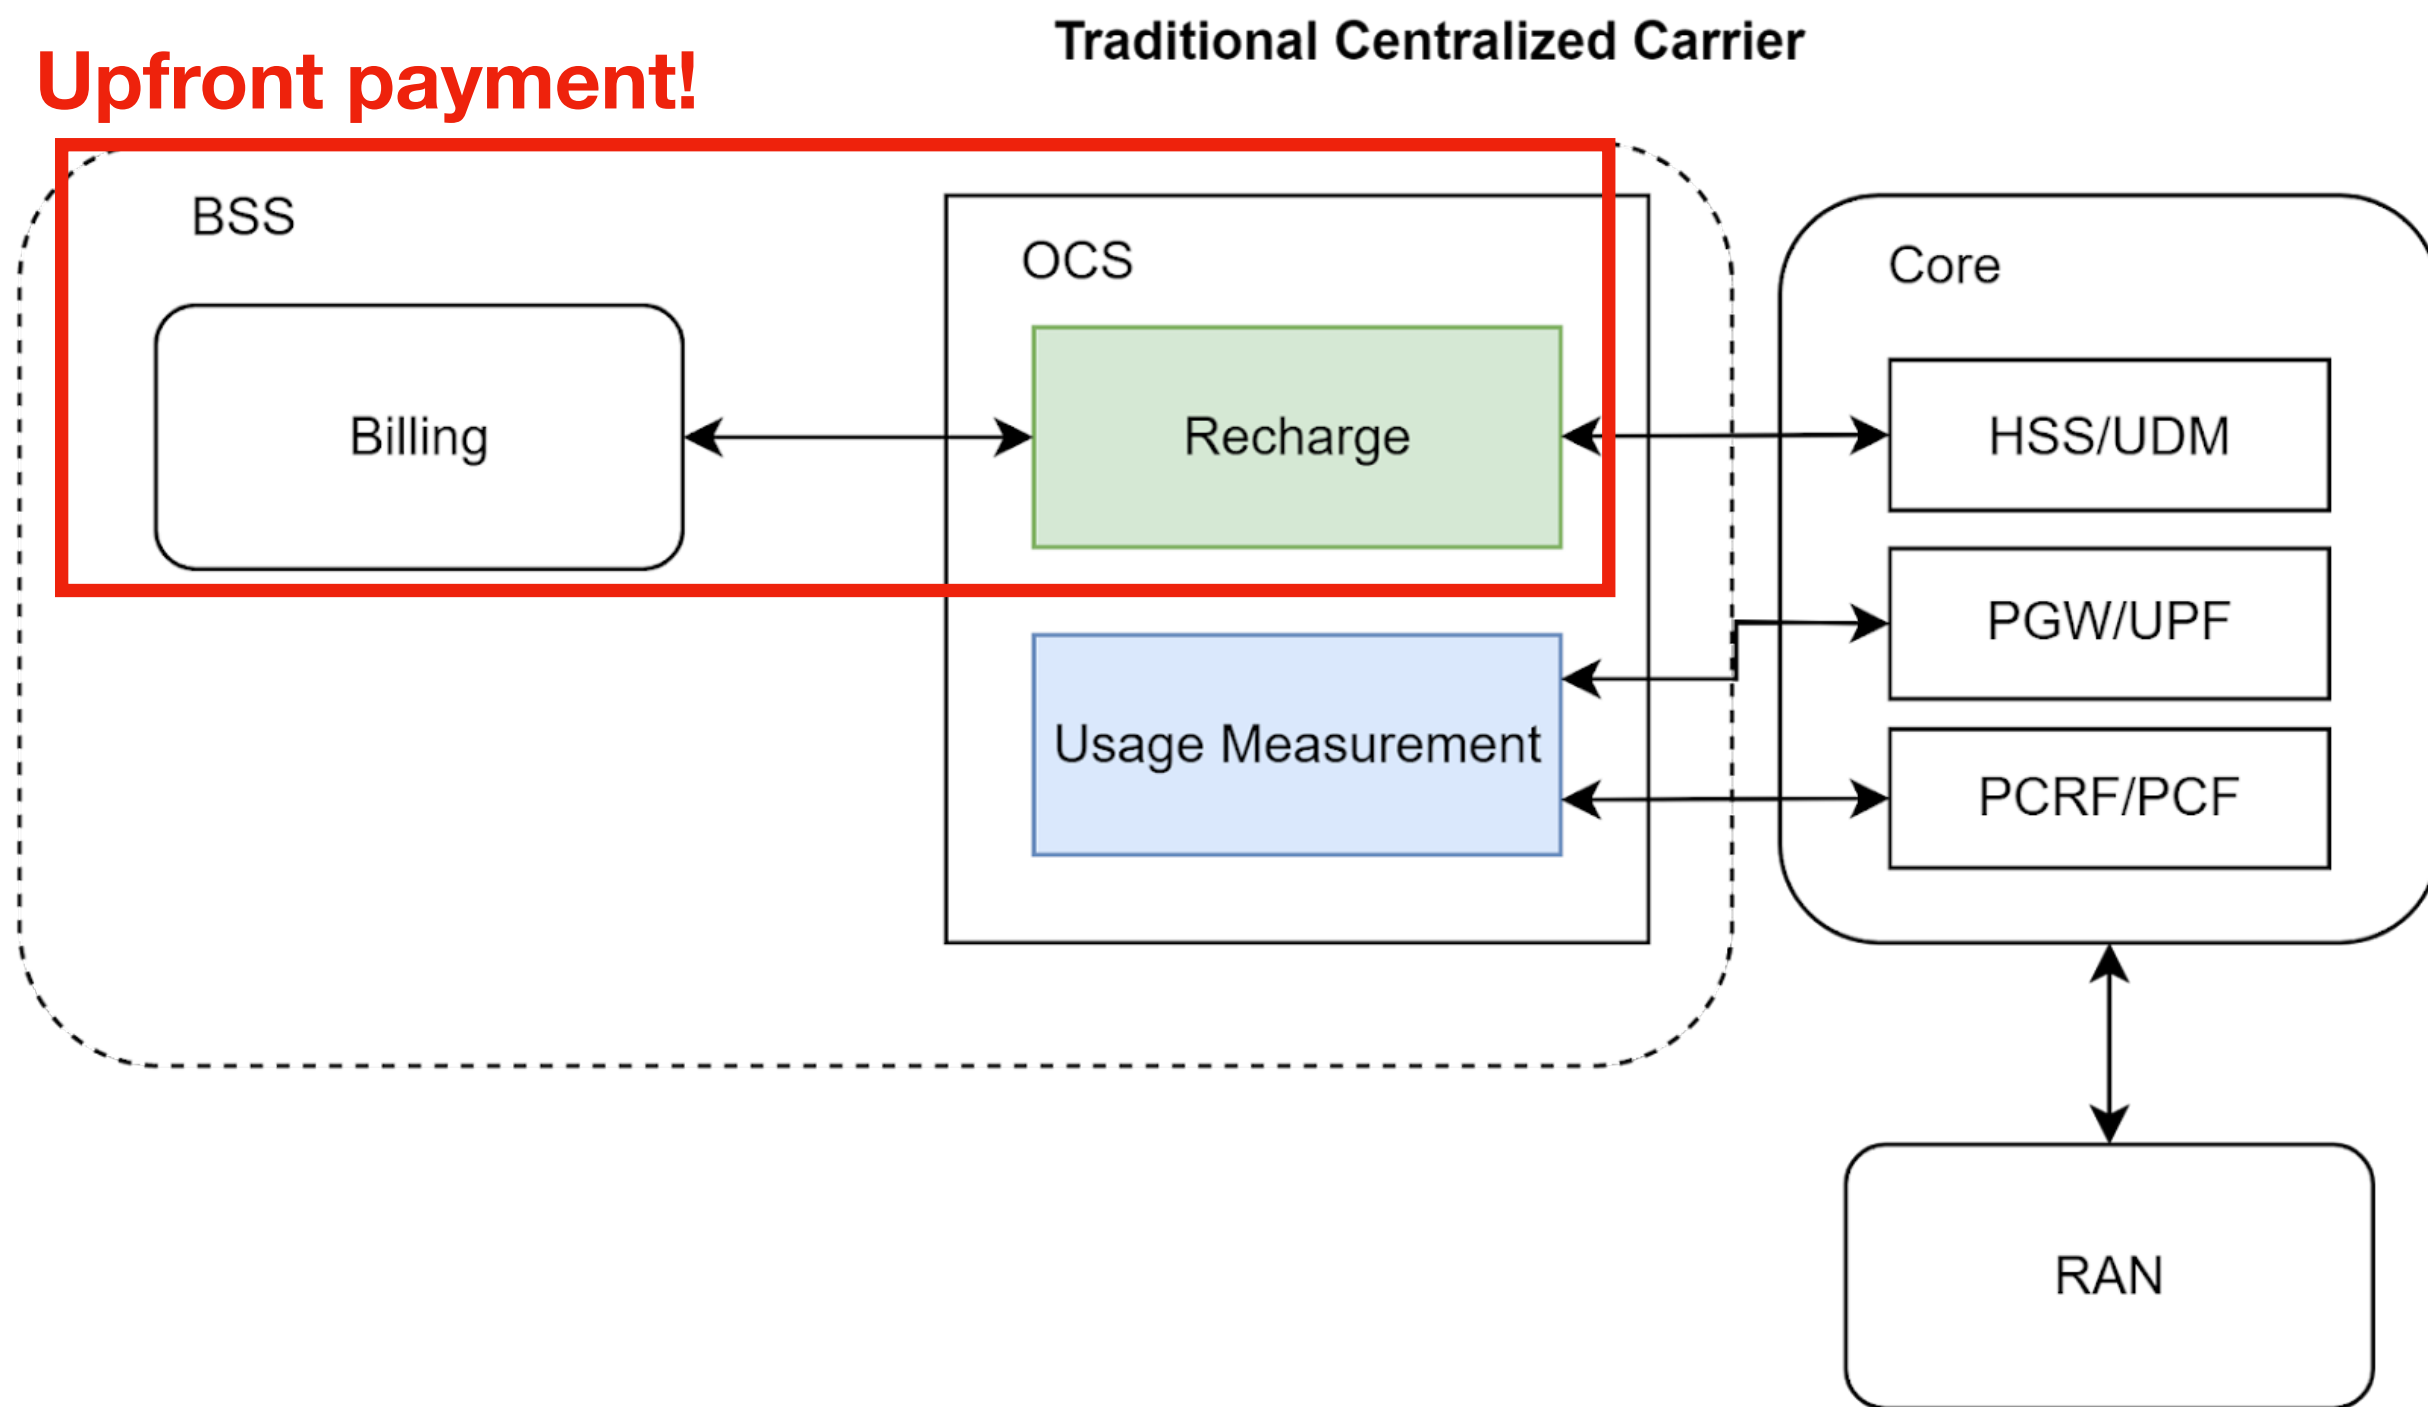 Traditional Centralized Carrier
Upfront payment!
BSS
OCS
Core
Billing
Recharge
HSS/UDM
PGW/UPF
Usage Measurement
PCRF/PCF
RAN